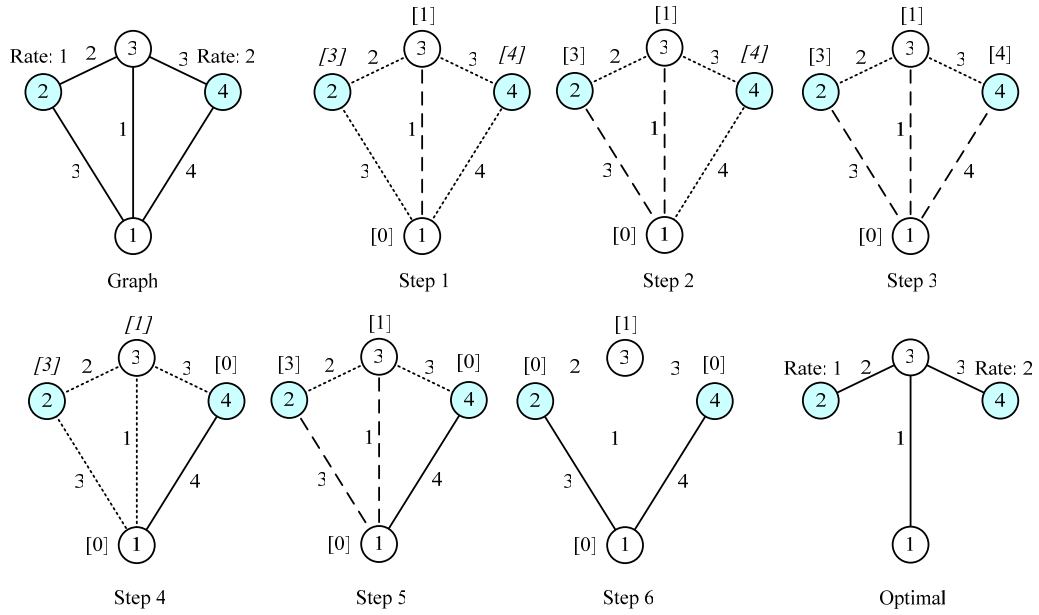 [1] [1] [1]
Rate: 1 2 3 3 Rate: 2 [3] 2 3 3 [4] [3] 2 3 3 [4] [3] 2 3 3 [4]
2 4 2 4 2 4 2 4
1 1 1 1
3 4 3 4 3 4 3 4
1 [0] 1 [0] 1 [0] 1
Graph Step 1 Step 2 Step 3
[1] [1] [1]
[3] 2 3 3 [0] [3] 2 3 3 [0] [0] 2 3 3 [0] Rate: 1 2 3 3 Rate: 2
2 4 2 4 2 4 2 4
1 1 1 1
3 4 3 4 3 4
[0] 1 [0] 1 [0] 1 1
Step 4 Step 5 Step 6 Optimal